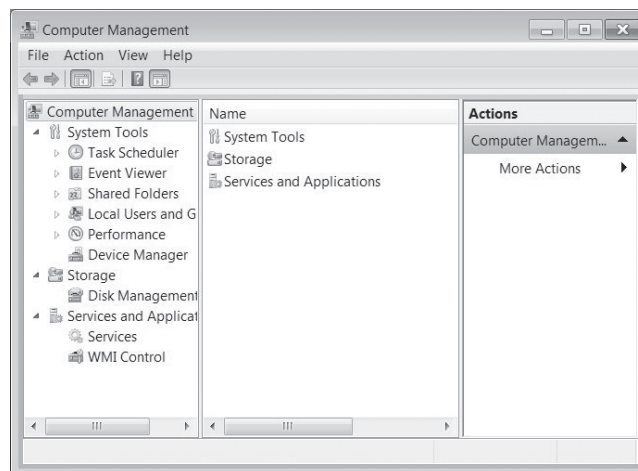 Computer Management
File Action View Help
Computer Management
System Tools
Task Scheduler
Event Viewer
Shared Folders
Local Users and G
Performance
Device Manager
Storage
Disk Management
Services and Applicat
Services
WMI Control
Name
System Tools
Storage
Services and Applications
Actions
Computer Managem...
More Actions